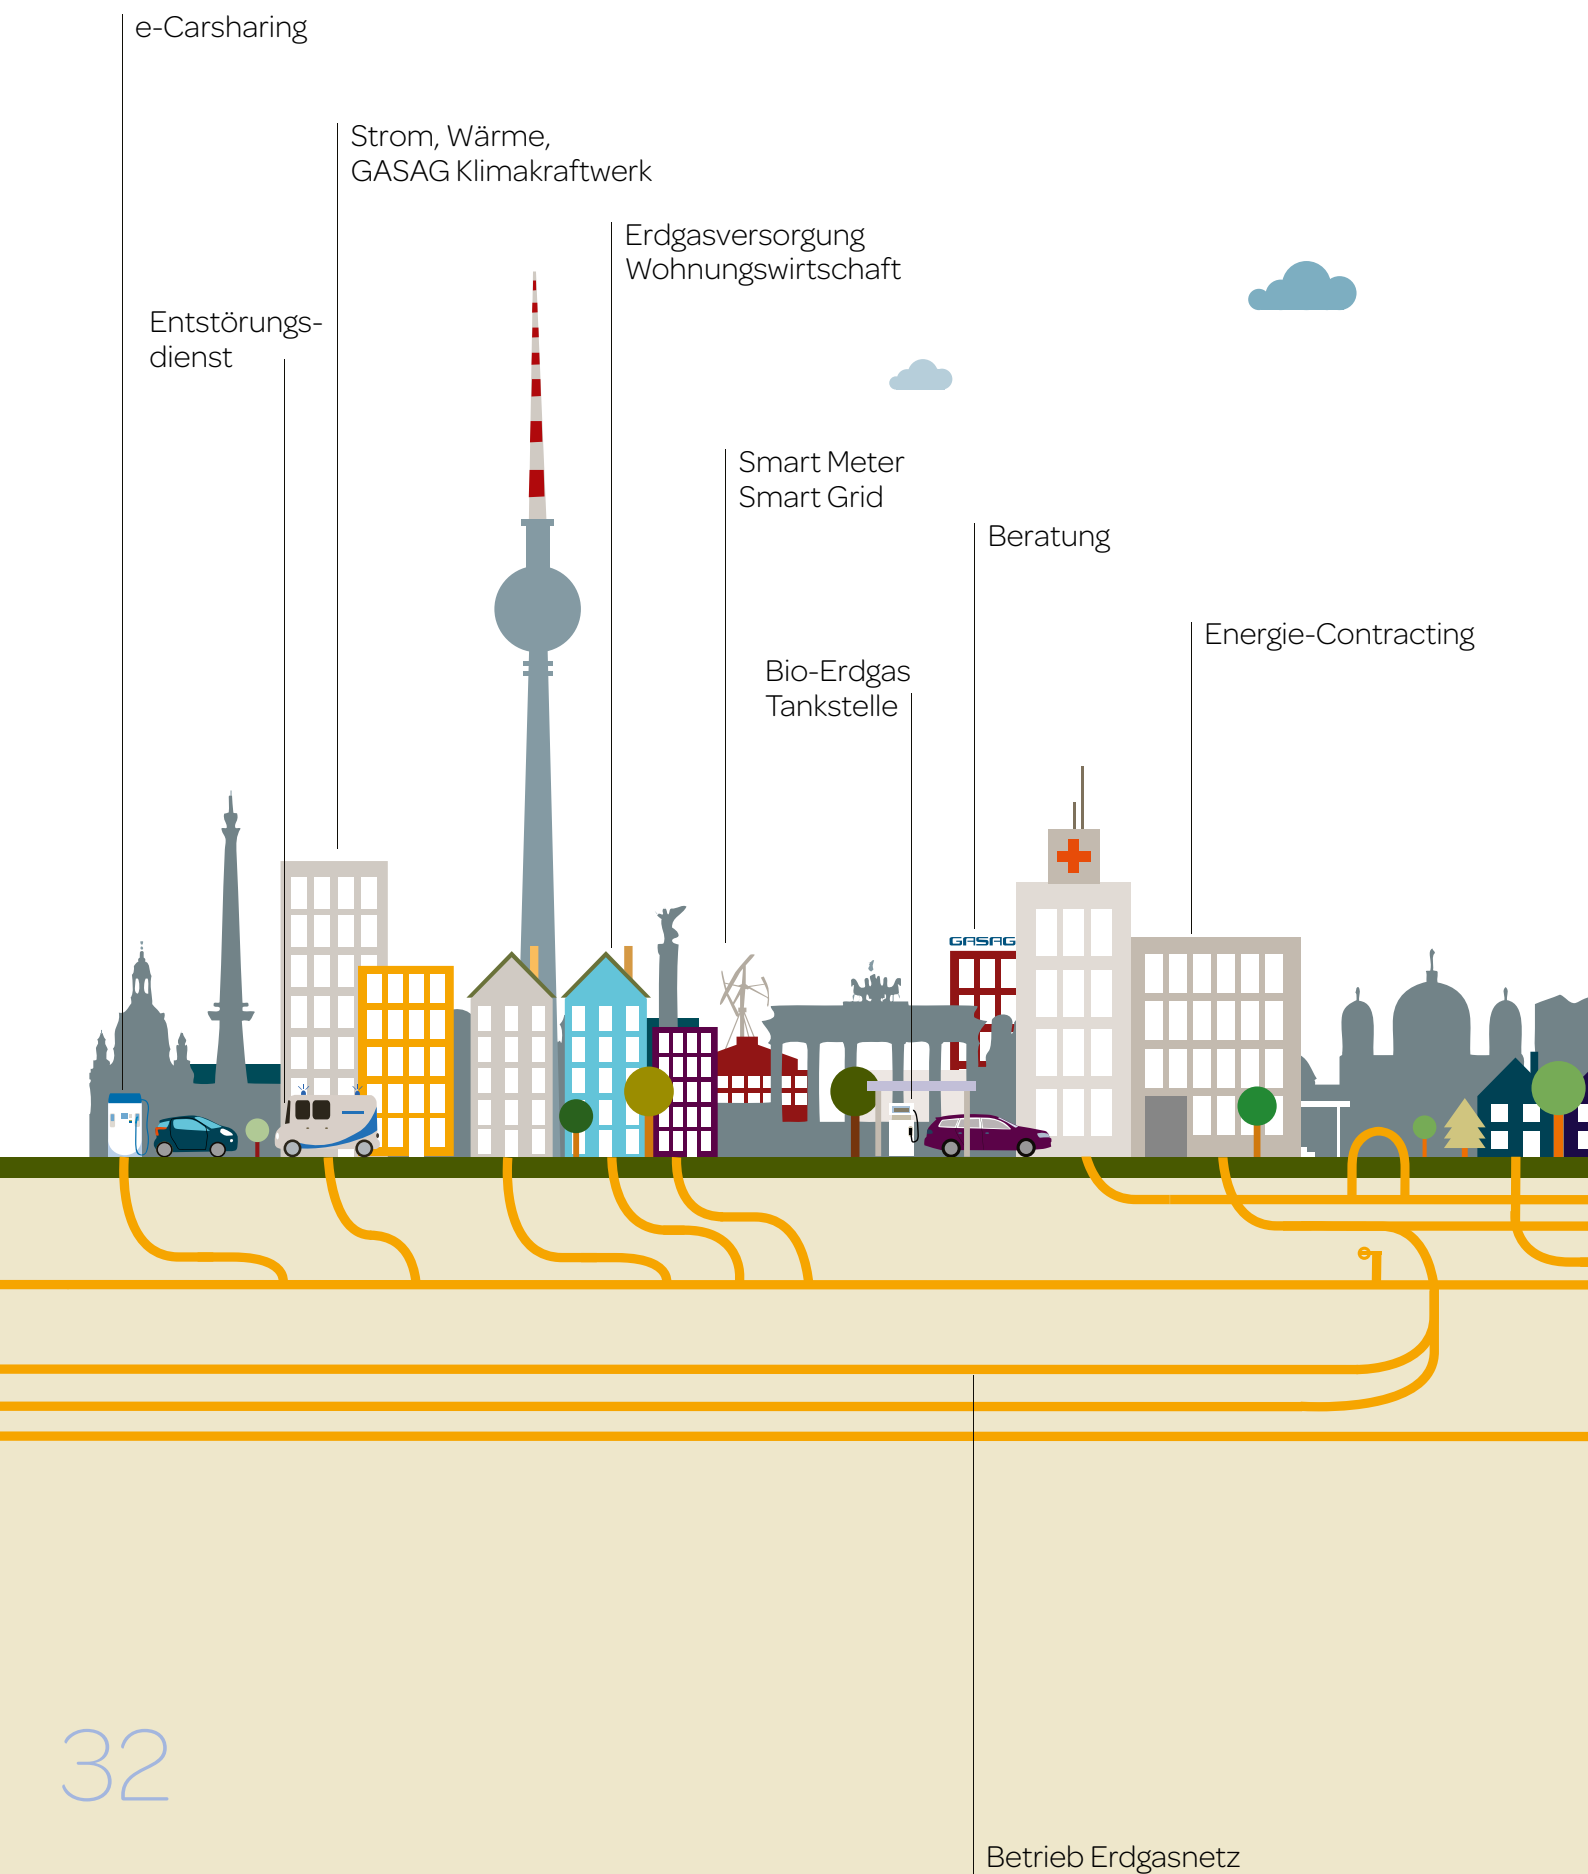 e-Carsharing
Strom, Wärme,
GASAG Klimakraftwerk
Erdgasversorgung
Wohnungswirtschaft
Entstörungs-
dienst
Smart Meter
Smart Grid
Beratung
Energie-Contracting
Bio-Erdgas
Tankstelle
GASAG
32
Betrieb Erdgasnetz